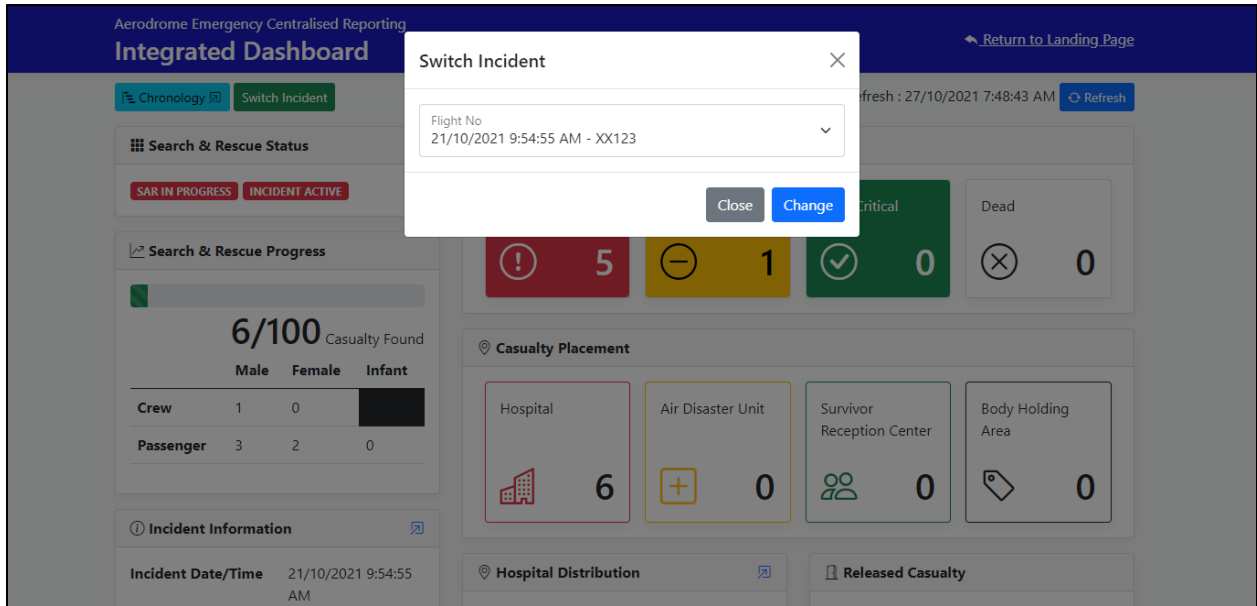 Aerodrome Emergency Centralised Reporting
Integrated Dashboard
Return to Landing Page
Switch Incident
Flight No
21/10/2021 9:54:55 AM - XX123
Close
Change
Chronology
Switch Incident
efresh : 27/10/2021 7:48:43 AM
Refresh
Search & Rescue Status
SAR IN PROGRESS
INCIDENT ACTIVE
Search & Rescue Progress
6/100 Casualty Found
Male Female Infant
Crew 1 0
Passenger 3 2 0
Incident Information
Incident Date/Time 21/10/2021 9:54:55
AM
5
1
Critical
0
Dead
0
Casualty Placement
Hospital
6
Air Disaster Unit
0
Survivor
Reception Center
0
Body Holding
Area
0
Hospital Distribution
Released Casualty